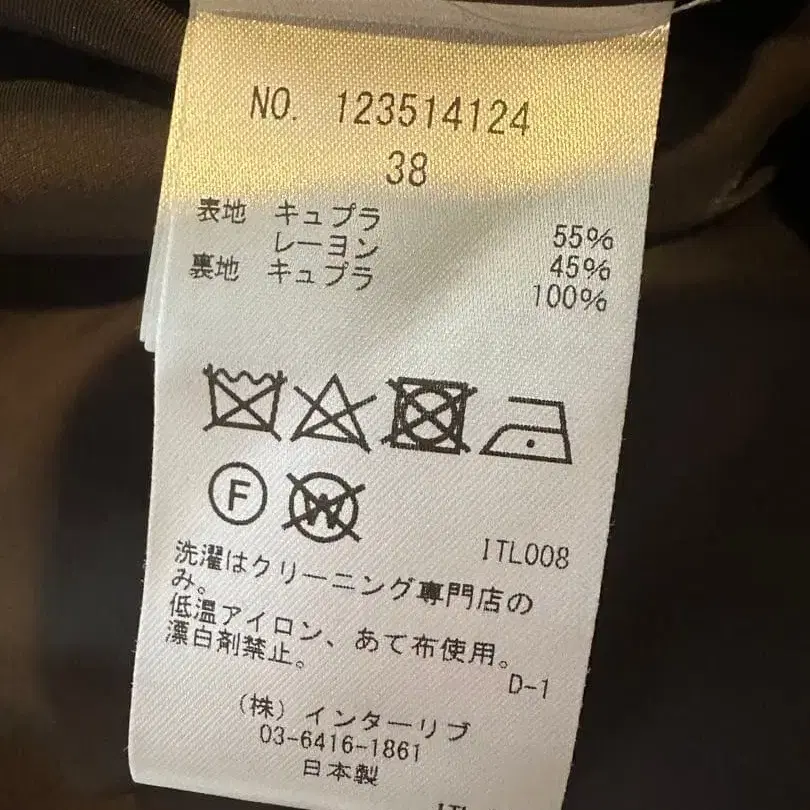 NO. 123514124
38
表地 キュプラ 55%
レーヨン 45%
裏地 キュプラ 100%
F
W
ITL008
洗濯はクリーニング専門店の
み。
低温アイロン、あて布使用。
漂白剤禁止。
D-1
(株) インターリブ
03-6416-1861
日本製